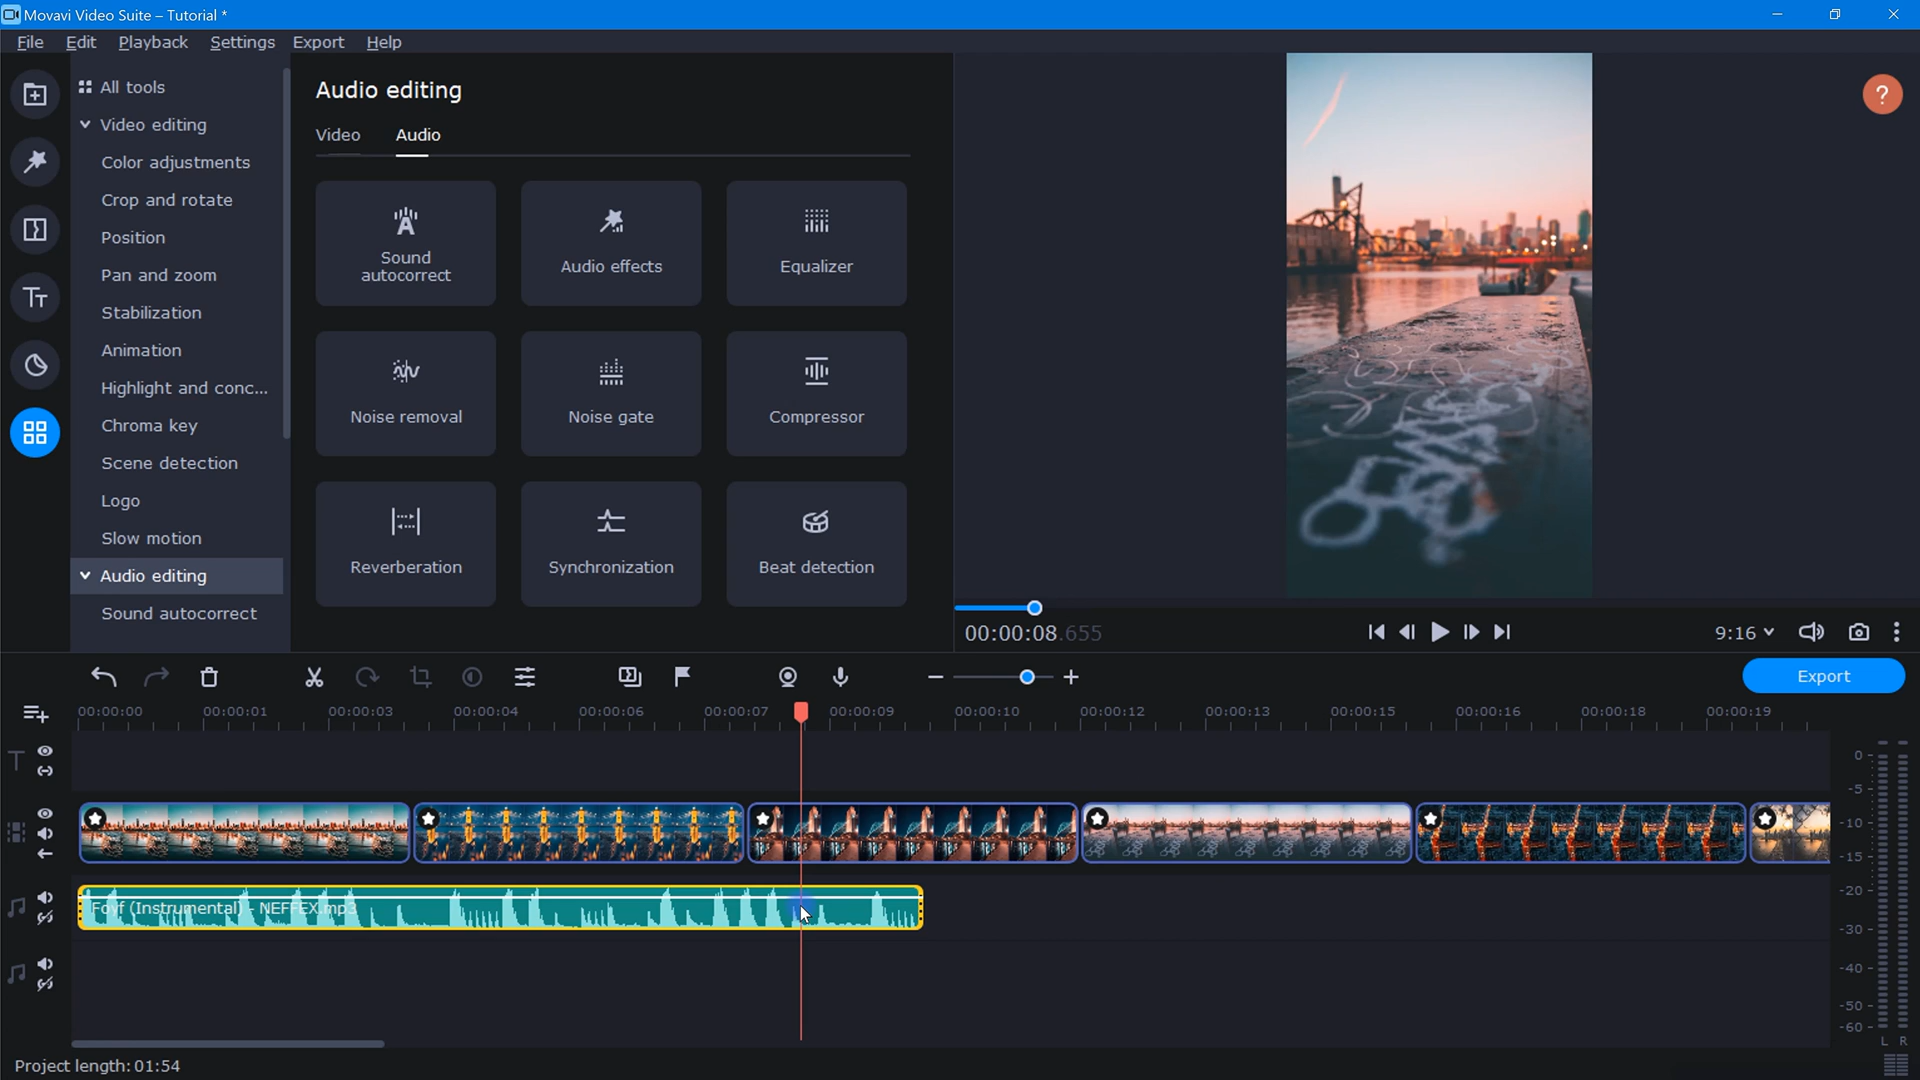 Movavi Video Suite – Tutorial *
File Edit Playback Settings Export Help
All tools
Video editing
Color adjustments
Crop and rotate
Position
Pan and zoom
Stabilization
Animation
Highlight and conc...
Chroma key
Scene detection
Logo
Slow motion
Audio editing
Sound autocorrect
Audio editing
Video Audio
Sound
autocorrect
Audio effects
Equalizer
Noise removal
Noise gate
Compressor
Reverberation
Synchronization
Beat detection
?
00:00:08.655
9:16
Export
00:00:00 00:00:01 00:00:03 00:00:04 00:00:06 00:00:07 00:00:09 00:00:10 00:00:12 00:00:13 00:00:15 00:00:16 00:00:18 00:00:19
Foyf (Instrumental) - NEFFEX.mp3
0
-5
-10
-15
-20
-30
-40
-50
-60
L R
Project length: 01:54